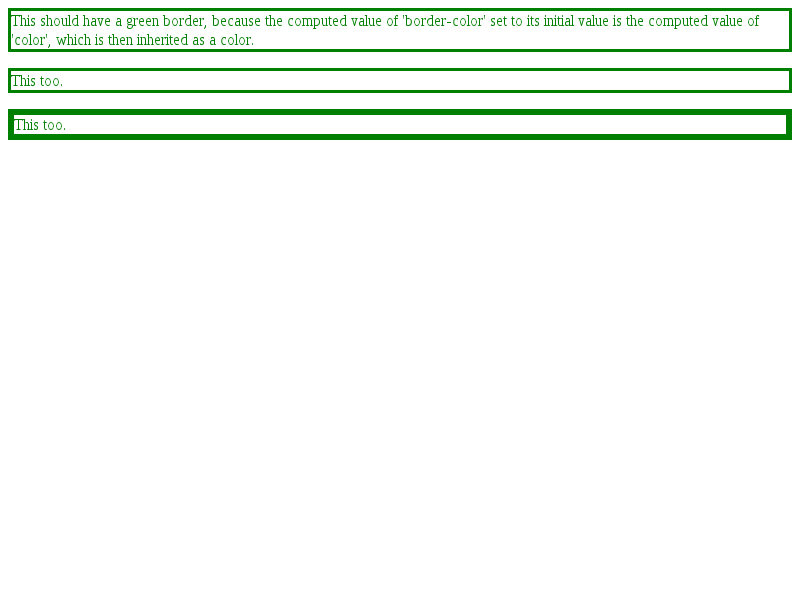 This should have a green border, because the computed value of 'border-color' set to its initial value is the computed value of
'color', which is then inherited as a color.
This too.
This too.